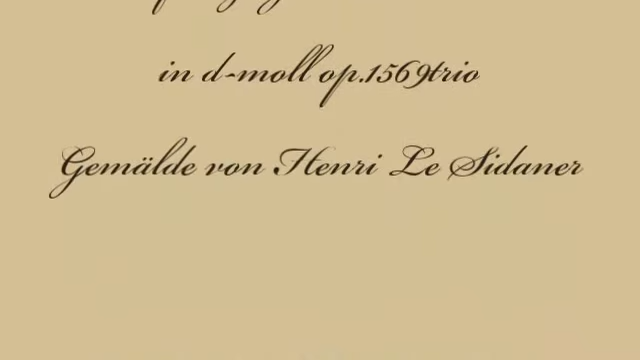 in d-moll op.1569trio
Gemälde von Henri Le Sidaner